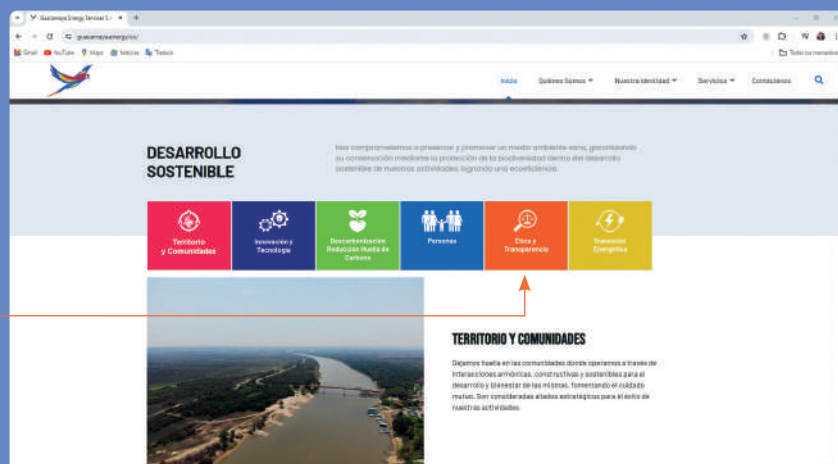 Guacamaya Energy Services S.
guacamaya.energy/co/
Gmail YouTube Maps Noticias Traducir
Inicio Quiénes Somos Nuestra Identidad Servicios Contáctenos
DESARROLLO
SOSTENIBLE
Nos comprometemos a preservar y promover un medio ambiente sano, garantizando
su conservación mediante la protección de la biodiversidad dentro del desarrollo
sostenible de nuestras actividades, logrando una ecoeficiencia.
Territorio
y Comunidades
Innovación y
Tecnología
Descarbonización
Reducción Huella de
Carbono
Personas
Ética y
Transparencia
Transición
Energética
TERRITORIO Y COMUNIDADES
Dejamos huella en las comunidades donde operamos a través de
interacciones armónicas, constructivas y sostenibles para el
desarrollo y bienestar de las mismas, fomentando el cuidado
mutuo. Son consideradas aliados estratégicos para el éxito de
nuestras actividades.